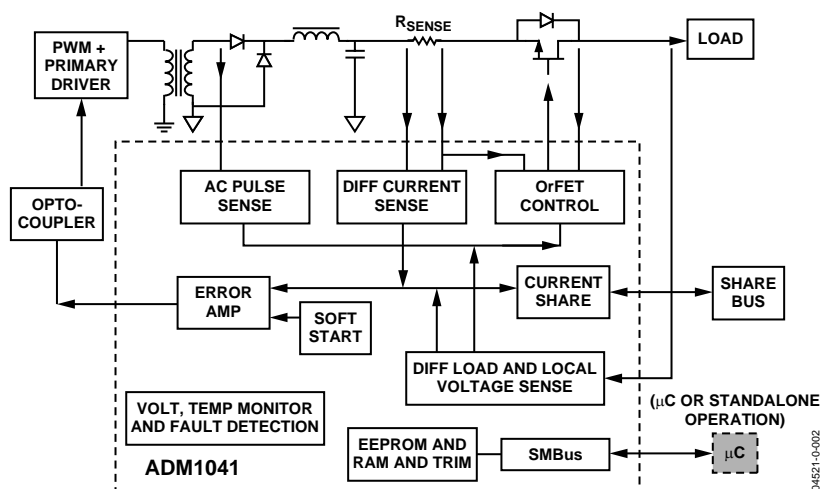 R_SENSE
PWM +
PRIMARY
DRIVER
LOAD
OPTO-
COUPLER
AC PULSE
SENSE
DIFF CURRENT
SENSE
OrFET
CONTROL
ERROR
AMP
SOFT
START
CURRENT
SHARE
SHARE
BUS
DIFF LOAD AND LOCAL
VOLTAGE SENSE
VOLT, TEMP MONITOR
AND FAULT DETECTION
(μC OR STANDALONE
OPERATION)
EEPROM AND
RAM AND TRIM
SMBus
μC
ADM1041
04521-0-002